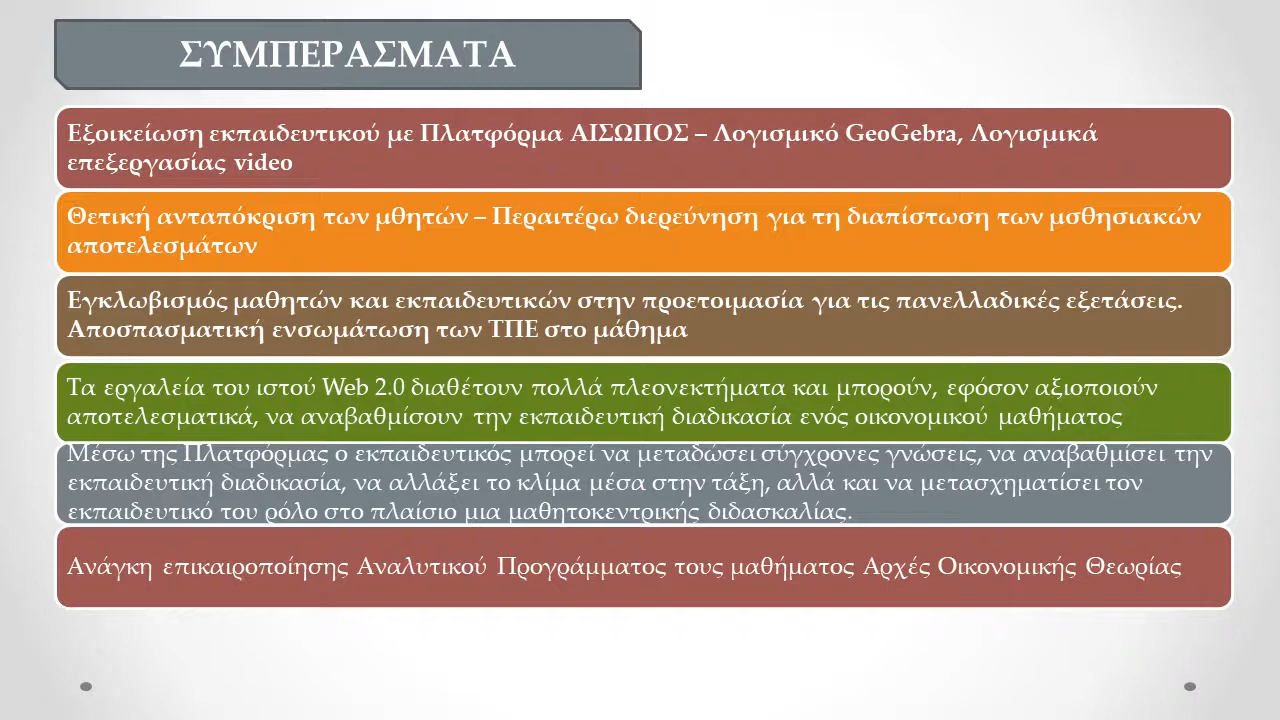 ΣΥΜΠΕΡΑΣΜΑΤΑ
Εξοικείωση εκπαιδευτικού με Πλατφόρμα ΑΙΣΩΠΟΣ – Λογισμικό GeoGebra, Λογισμικά
επεξεργασίας video
Θετική ανταπόκριση των μθητών – Περαιτέρω διερεύνηση για τη διαπίστωση των μσθησιακών
αποτελεσμάτων
Εγκλωβισμός μαθητών και εκπαιδευτικών στην προετοιμασία για τις πανελλαδικές εξετάσεις.
Αποσπασματική ενσωμάτωση των ΤΠΕ στο μάθημα
Τα εργαλεία του ιστού Web 2.0 διαθέτουν πολλά πλεονεκτήματα και μπορούν, εφόσον αξιοποιούν
αποτελεσματικά, να αναβαθμίσουν την εκπαιδευτική διαδικασία ενός οικονομικού μαθήματος
Μέσω της Πλατφόρμας ο εκπαιδευτικός μπορεί να μεταδώσει σύγχρονες γνώσεις, να αναβαθμίσει την
εκπαιδευτική διαδικασία, να αλλάξει το κλίμα μέσα στην τάξη, αλλά και να μετασχηματίσει τον
εκπαιδευτικό του ρόλο στο πλαίσιο μια μαθητοκεντρικής διδασκαλίας.
Ανάγκη επικαιροποίησης Αναλυτικού Προγράμματος τους μαθήματος Αρχές Οικονομικής Θεωρίας